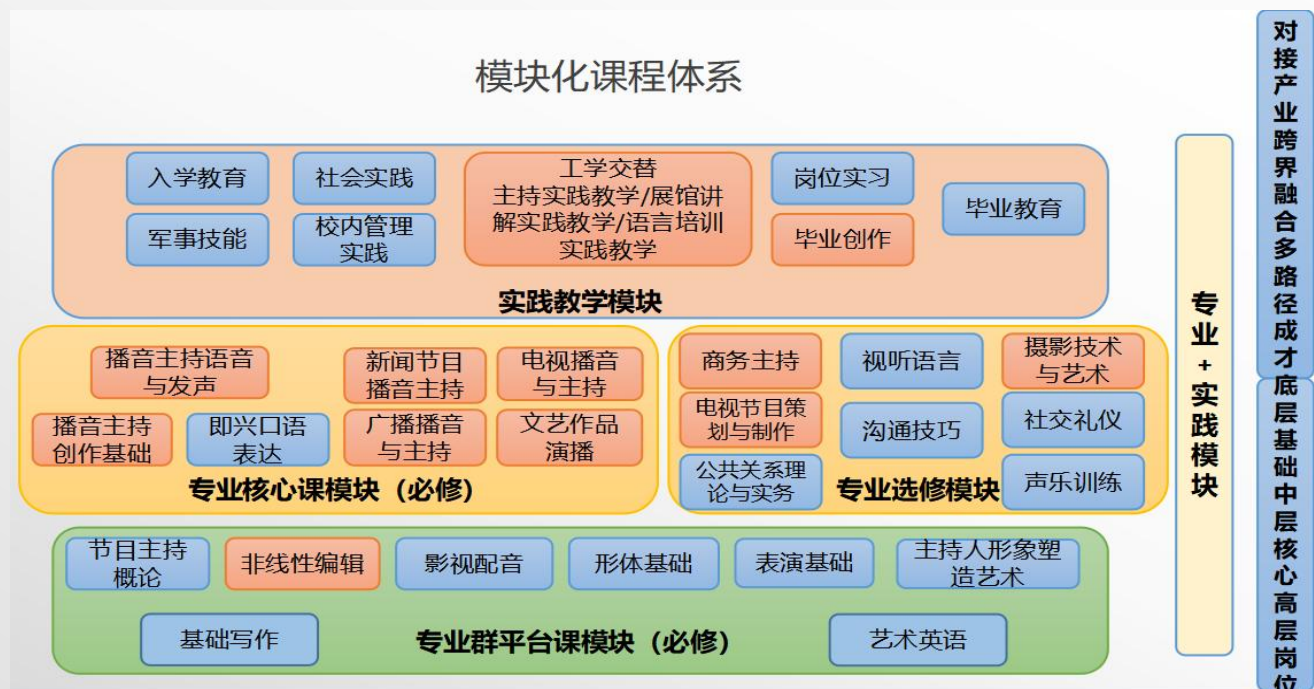 模块化课程体系
入学教育
社会实践
工学交替
主持实践教学/展馆讲
解实践教学/语言培训
实践教学
岗位实习
毕业教育
军事技能
校内管理
实践
毕业创作
实践教学模块
播音主持语音
与发声
新闻节目
播音主持
电视播音
与主持
播音主持
创作基础
即兴口语
表达
广播播音
与主持
文艺作品
演播
专业核心课模块（必修）
商务主持
视听语言
摄影技术
与艺术
电视节目策
划与制作
沟通技巧
社交礼仪
公共关系理
论与实务
声乐训练
专业选修模块
节目主持
概论
非线性编辑
影视配音
形体基础
表演基础
主持人形象塑
造艺术
基础写作
艺术英语
专业群平台课模块（必修）
专业+实践模块
对接产业跨界融合多路径成才底层基础中层核心高层岗位